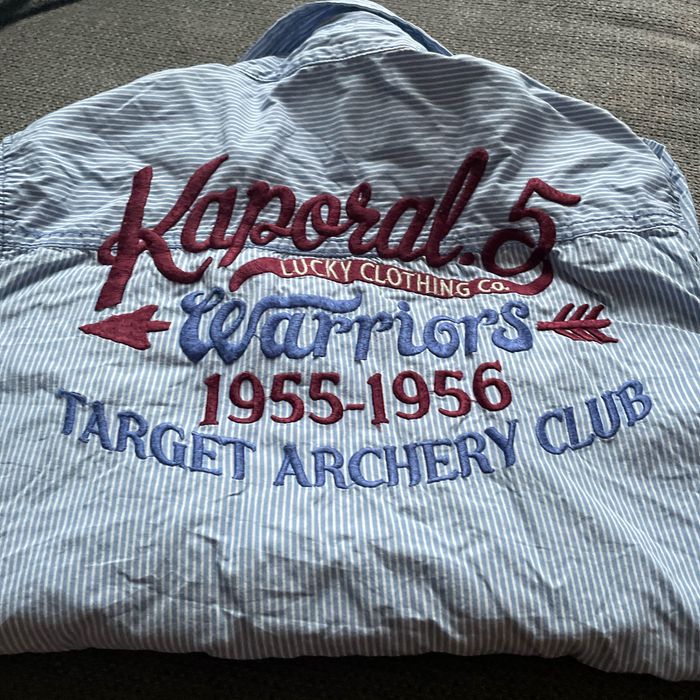 Kaporal.5
LUCKY CLOTHING Co.
Warriors
1955-1956
TARGET ARCHERY CLUB